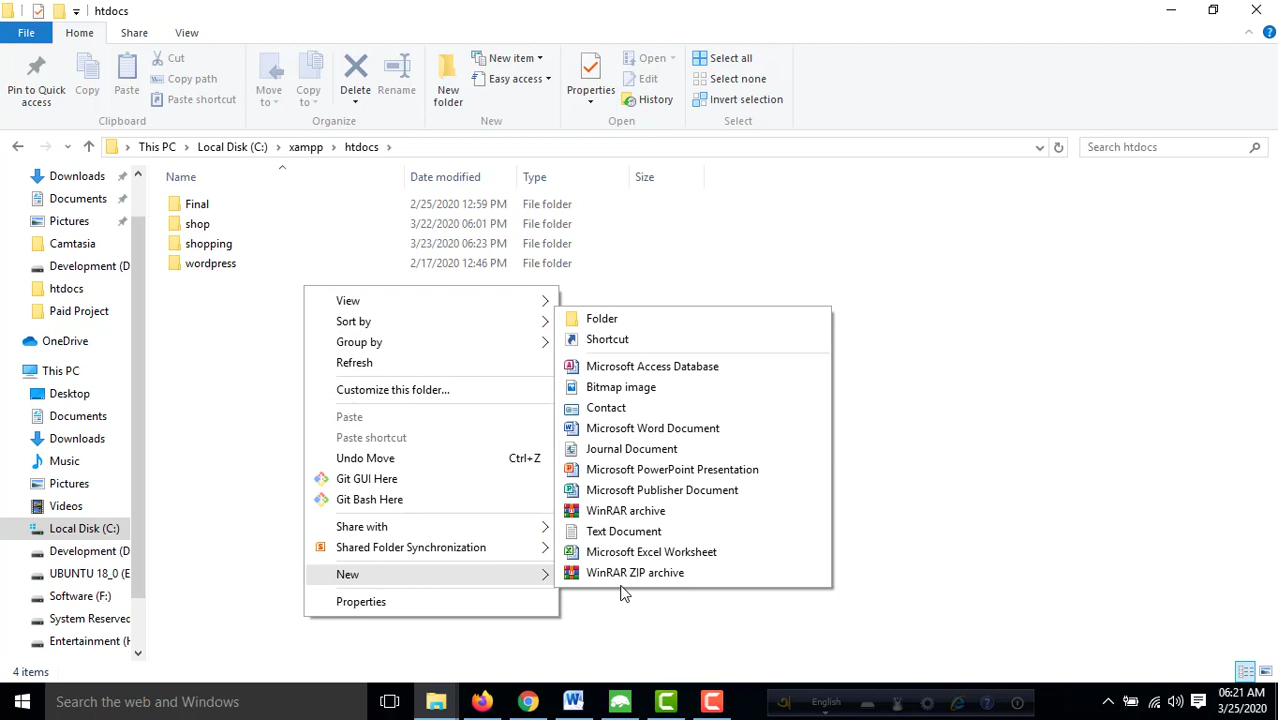 htdocs
File Home Share View
Pin to Quick access
Copy
Paste
Cut
Copy path
Paste shortcut
Clipboard
Move to
Copy to
Delete
Rename
Organize
New folder
New item
Easy access
New
Properties
Open
Edit
History
Open
Select all
Select none
Invert selection
Select
This PC Local Disk (C:) xampp htdocs
Search htdocs
Downloads
Documents
Pictures
Camtasia
Development (D
htdocs
Paid Project
OneDrive
This PC
Desktop
Documents
Downloads
Music
Pictures
Videos
Local Disk (C:)
Development (D
UBUNTU 18_0 (E
Software (F:)
System Reserved
Entertainment (H
Name Date modified Type Size
Final 2/25/2020 12:59 PM File folder
shop 3/22/2020 06:01 PM File folder
shopping 3/23/2020 06:23 PM File folder
wordpress 2/17/2020 12:46 PM File folder
View
Sort by
Group by
Refresh
Customize this folder...
Paste
Paste shortcut
Undo Move Ctrl+Z
Git GUI Here
Git Bash Here
Share with
Shared Folder Synchronization
New
Properties
Folder
Shortcut
Microsoft Access Database
Bitmap image
Contact
Microsoft Word Document
Journal Document
Microsoft PowerPoint Presentation
Microsoft Publisher Document
WinRAR archive
Text Document
Microsoft Excel Worksheet
WinRAR ZIP archive
4 items
Search the web and Windows
English
06:21 AM
3/25/2020